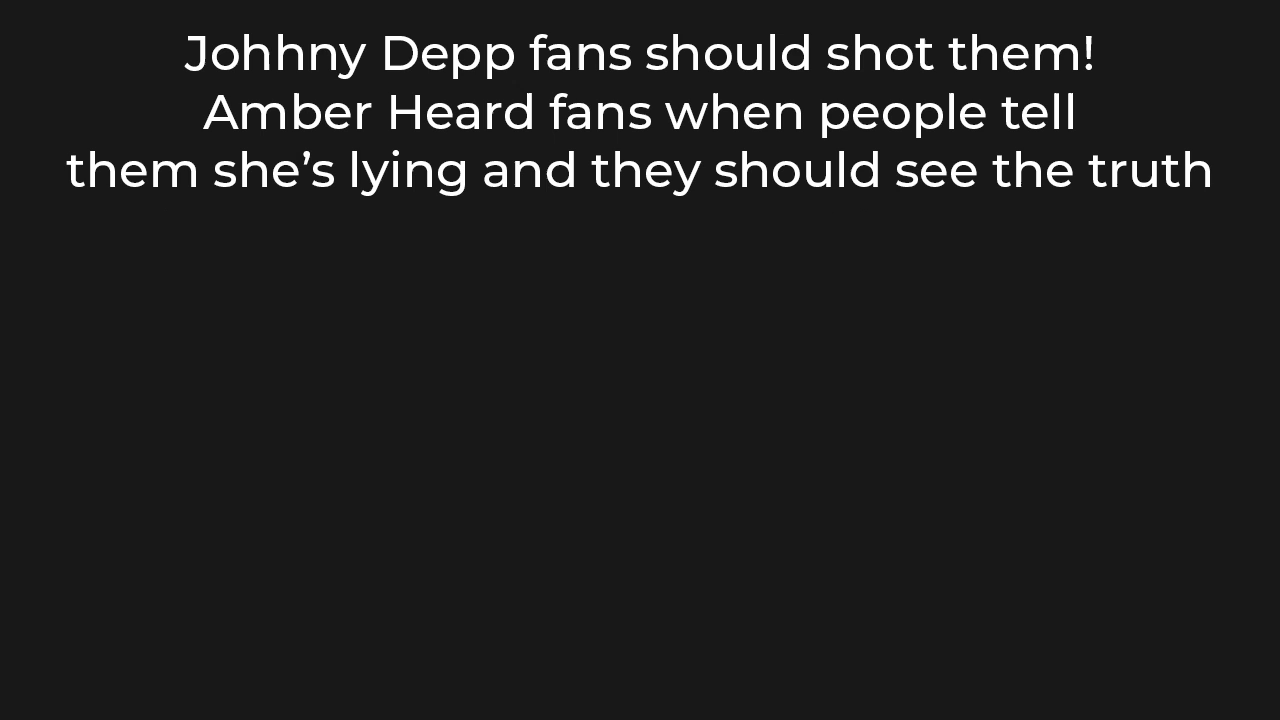 Johhny Depp fans should shot them!
Amber Heard fans when people tell
them she’s lying and they should see the truth